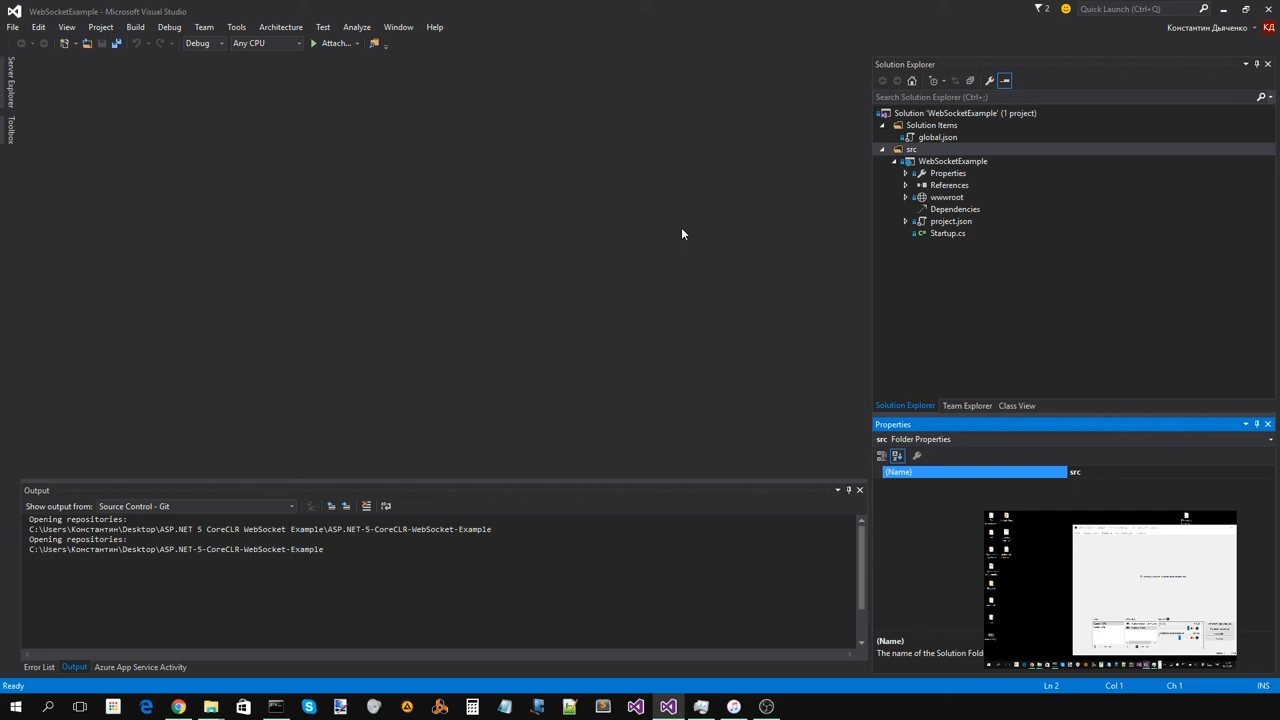 WebSocketExample - Microsoft Visual Studio
2
Quick Launch (Ctrl+Q)
File Edit View Project Build Debug Team Tools Architecture Test Analyze Window Help
Константин Дьяченко
КД
Debug Any CPU Attach...
Server Explorer
Toolbox
Solution Explorer
Search Solution Explorer (Ctrl+;)
Solution 'WebSocketExample' (1 project)
Solution Items
global.json
src
WebSocketExample
Properties
References
wwwroot
Dependencies
project.json
Startup.cs
Solution Explorer Team Explorer Class View
Properties
src Folder Properties
(Name) src
(Name)
The name of the Solution Fold
Output
Show output from: Source Control - Git
Opening repositories:
C:\Users\Константин\Desktop\ASP.NET 5 CoreCLR WebSocket Example\ASP.NET-5-CoreCLR-WebSocket-Example
Opening repositories:
C:\Users\Константин\Desktop\ASP.NET-5-CoreCLR-WebSocket-Example
Error List Output Azure App Service Activity
Ready
Ln 2 Col 1 Ch 1 INS